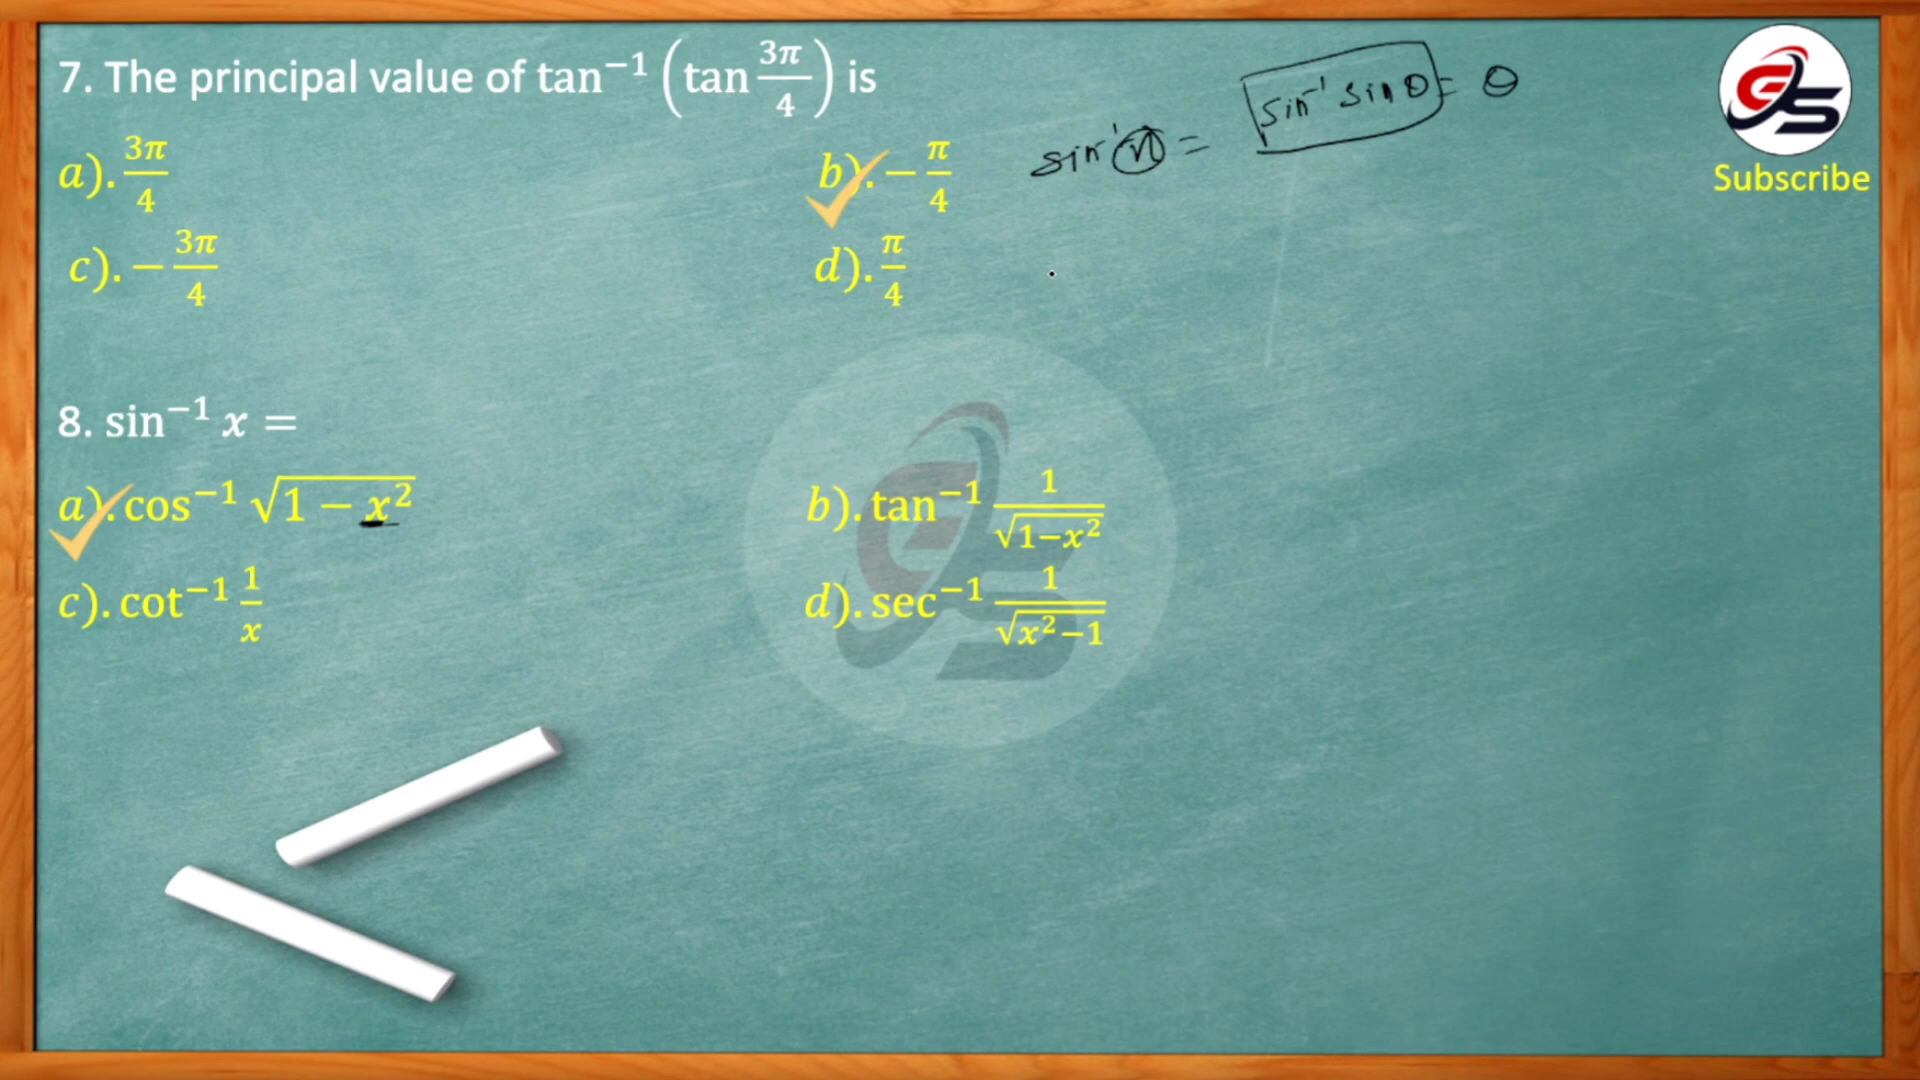 7. The principal value of tan⁻¹ (tan 3π/4) is
a). 3π/4
b). −π/4
c). −3π/4
d). π/4
sin⁻¹ x = sin⁻¹ sin θ = θ
Subscribe
8. sin⁻¹ x =
a). cos⁻¹ √(1 − x²)
b). tan⁻¹ 1/√(1−x²)
c). cot⁻¹ 1/x
d). sec⁻¹ 1/√(x²−1)